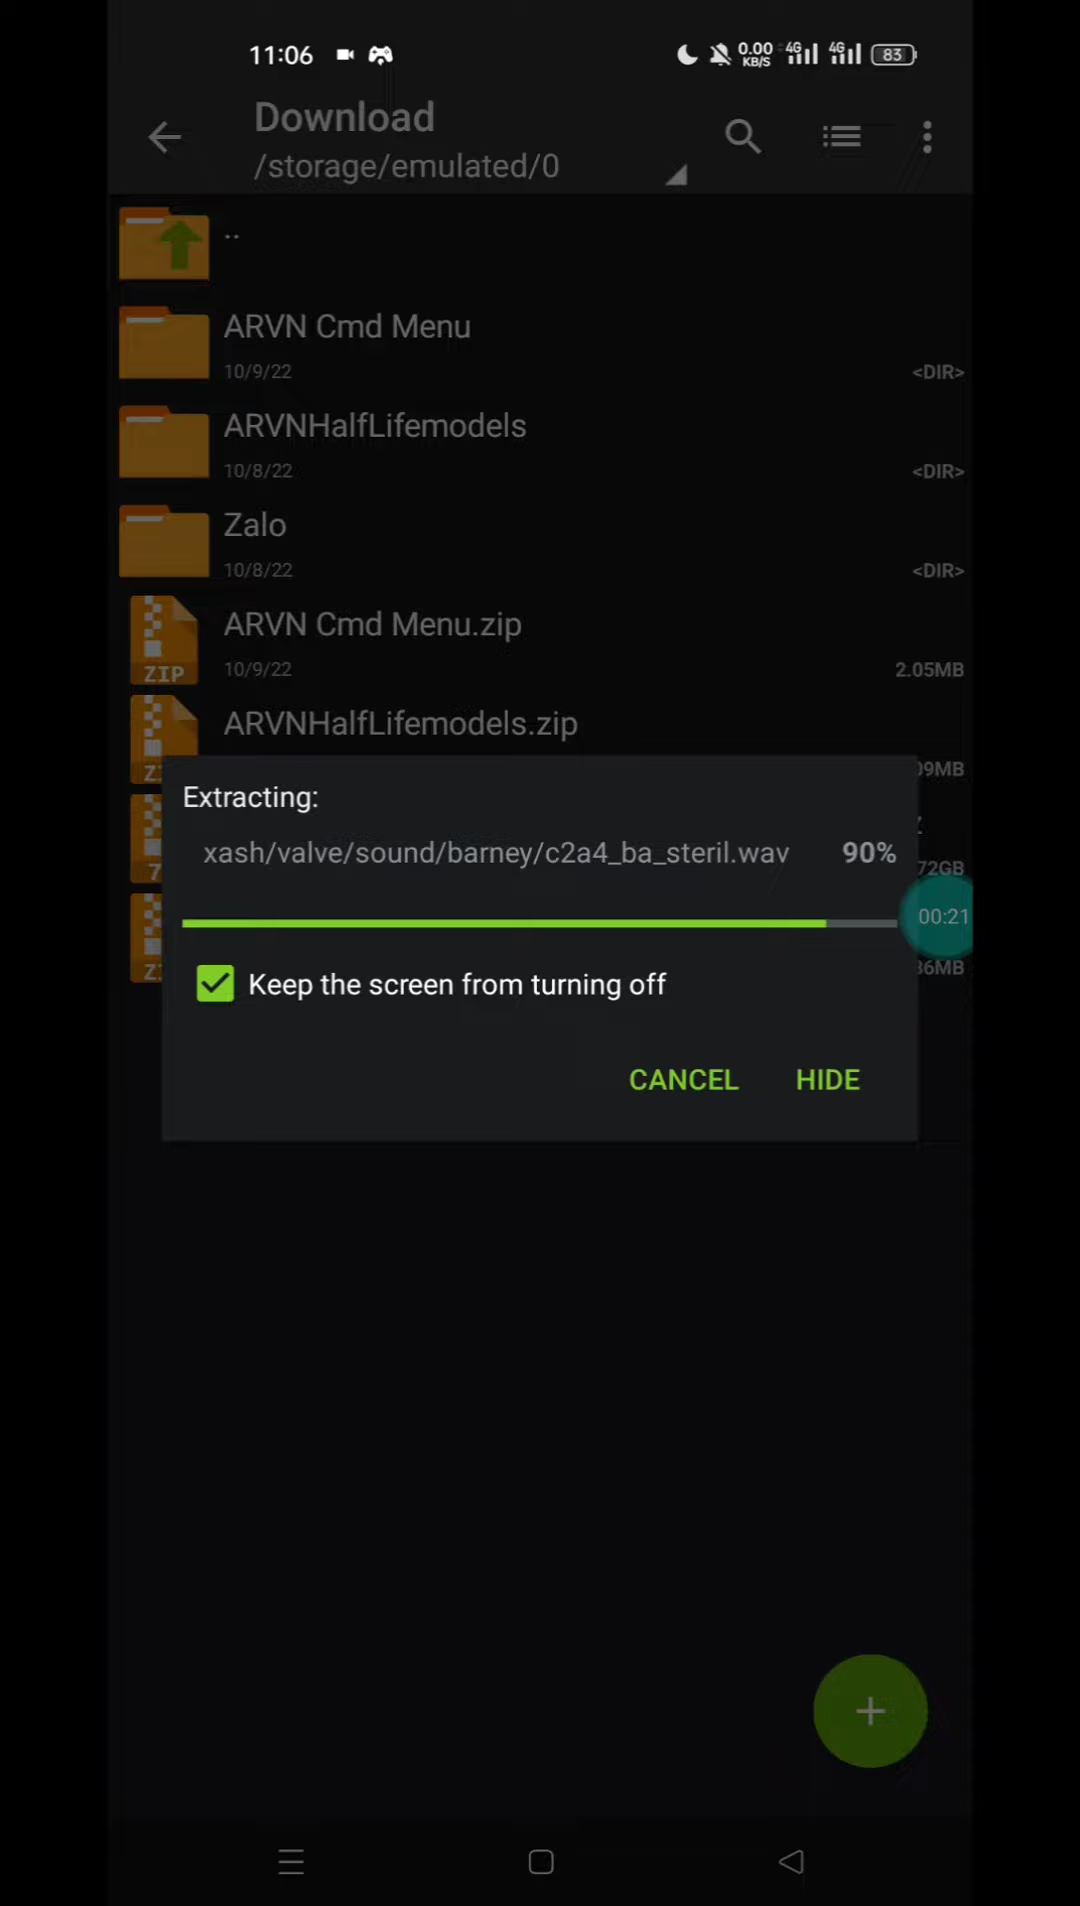 11:06
0.00
KB/S
4G
4G
83
Download
/storage/emulated/0
..
ARVN Cmd Menu
10/9/22
<DIR>
ARVNHalfLifemodels
10/8/22
<DIR>
Zalo
10/8/22
<DIR>
ARVN Cmd Menu.zip
ZIP
10/9/22
2.05MB
ARVNHalfLifemodels.zip
09MB
Extracting:
xash/valve/sound/barney/c2a4_ba_steril.wav
90%
72GB
00:21
36MB
Keep the screen from turning off
CANCEL
HIDE